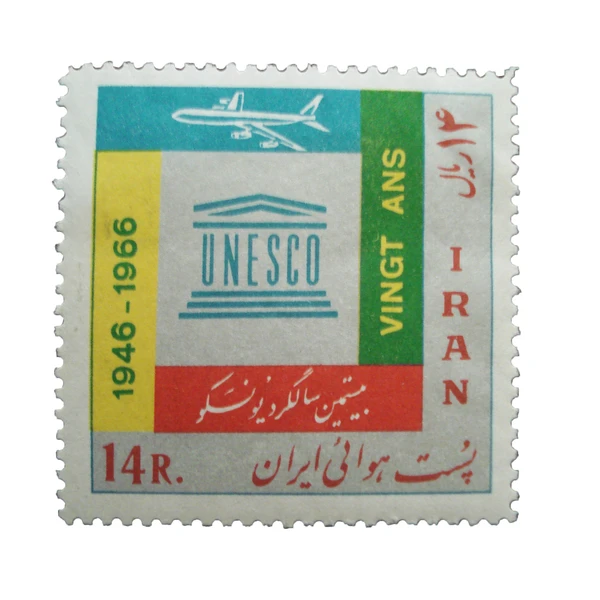 ۱۴ ریال
IRAN
VINGT ANS
UNESCO
1946-1966
بیستمین سالگرد یونسکو
14R.
پست هوائی ایران